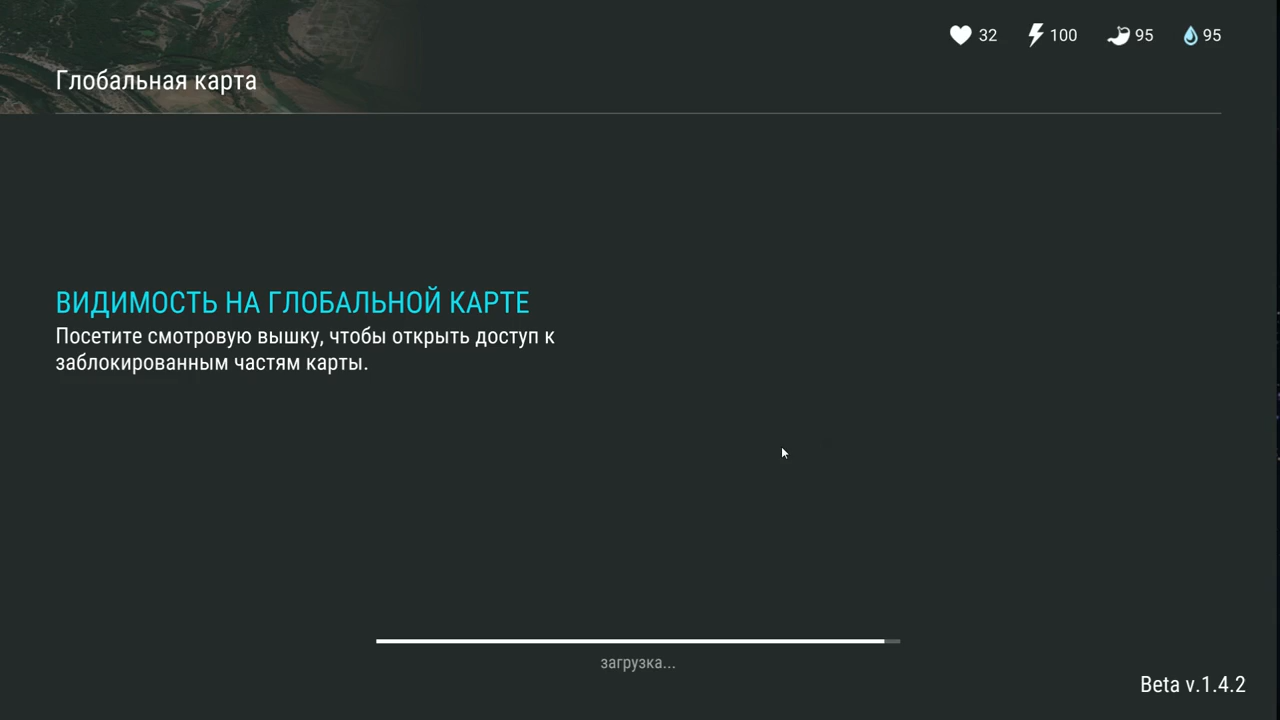 32 100 95 95
Глобальная карта
ВИДИМОСТЬ НА ГЛОБАЛЬНОЙ КАРТЕ
Посетите смотровую вышку, чтобы открыть доступ к
заблокированным частям карты.
загрузка...
Beta v.1.4.2